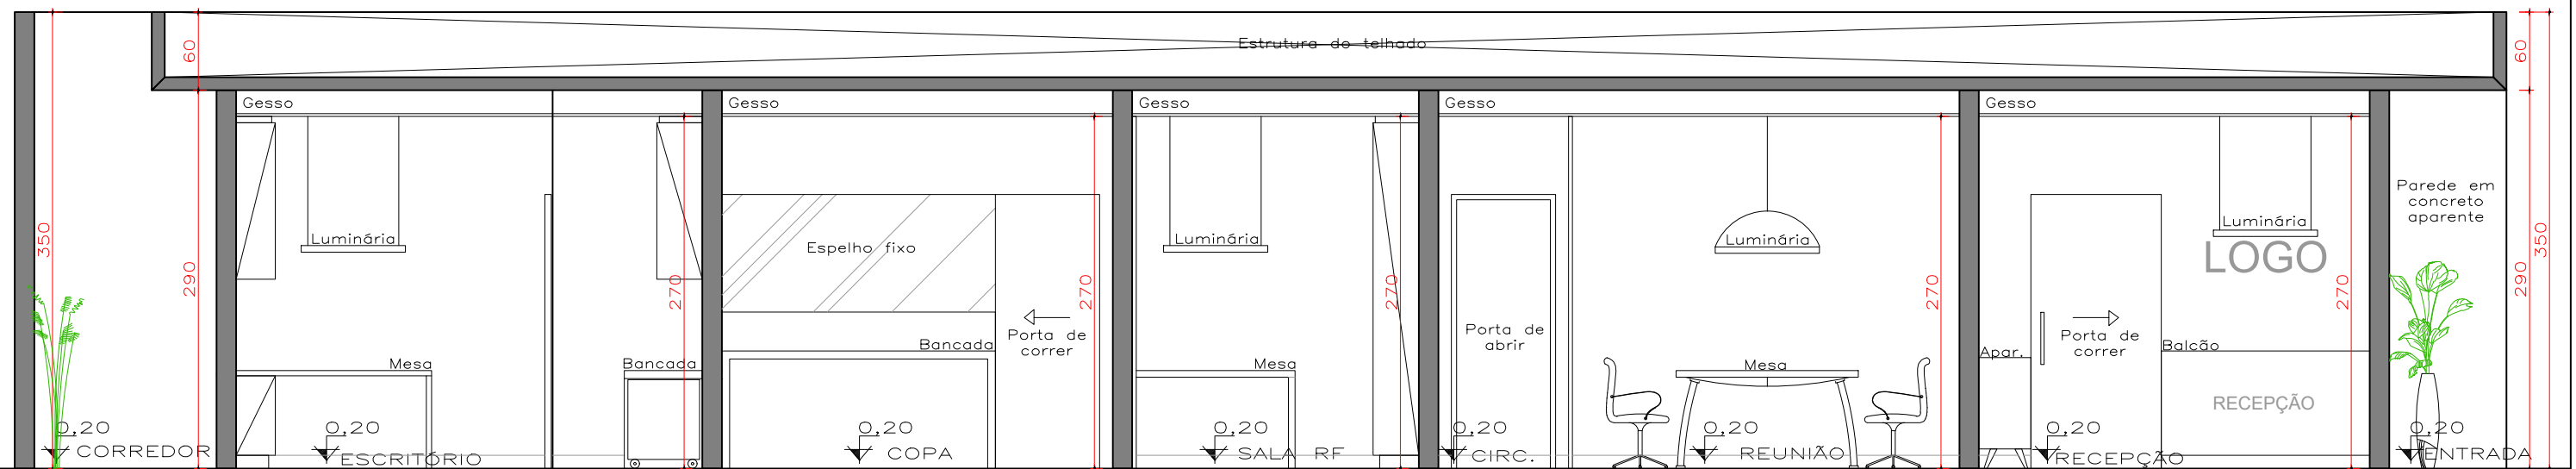 Estrutura do telhado
60
60
Gesso
Gesso
Gesso
Gesso
Gesso
350
290
Luminária
270
Espelho fixo
270
Luminária
270
Luminária
270
Luminária
LOGO
270
Parede em
concreto
aparente
290
350
Mesa
Bancada
Bancada
Porta de
correr
Mesa
Porta de
abrir
Mesa
Apar.
Porta de
correr
Balcão
RECEPÇÃO
0,20
CORREDOR
0,20
ESCRITÓRIO
0,20
COPA
0,20
SALA RF
0,20
CIRC.
0,20
REUNIÃO
0,20
RECEPÇÃO
0,20
ENTRADA